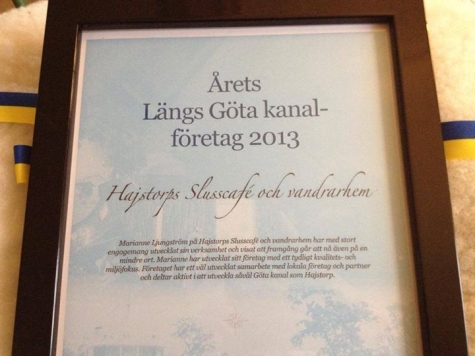 Årets
Längs Göta kanal-
företag 2013
Hajstorps Slusscafé och vandrarhem
Marianne Ljungström på Hajstorps Slusscafé och vandrarhem har med stort
engagemang utvecklat sin verksamhet och visat att framgång går att nå även på en
mindre ort. Marianne har utvecklat sitt företag med ett tydligt kvalitets- och
miljöfokus. Företaget har ett väl utvecklat samarbete med lokala företag och partner
och deltar aktivt i att utveckla såväl Göta kanal som Hajstorp.